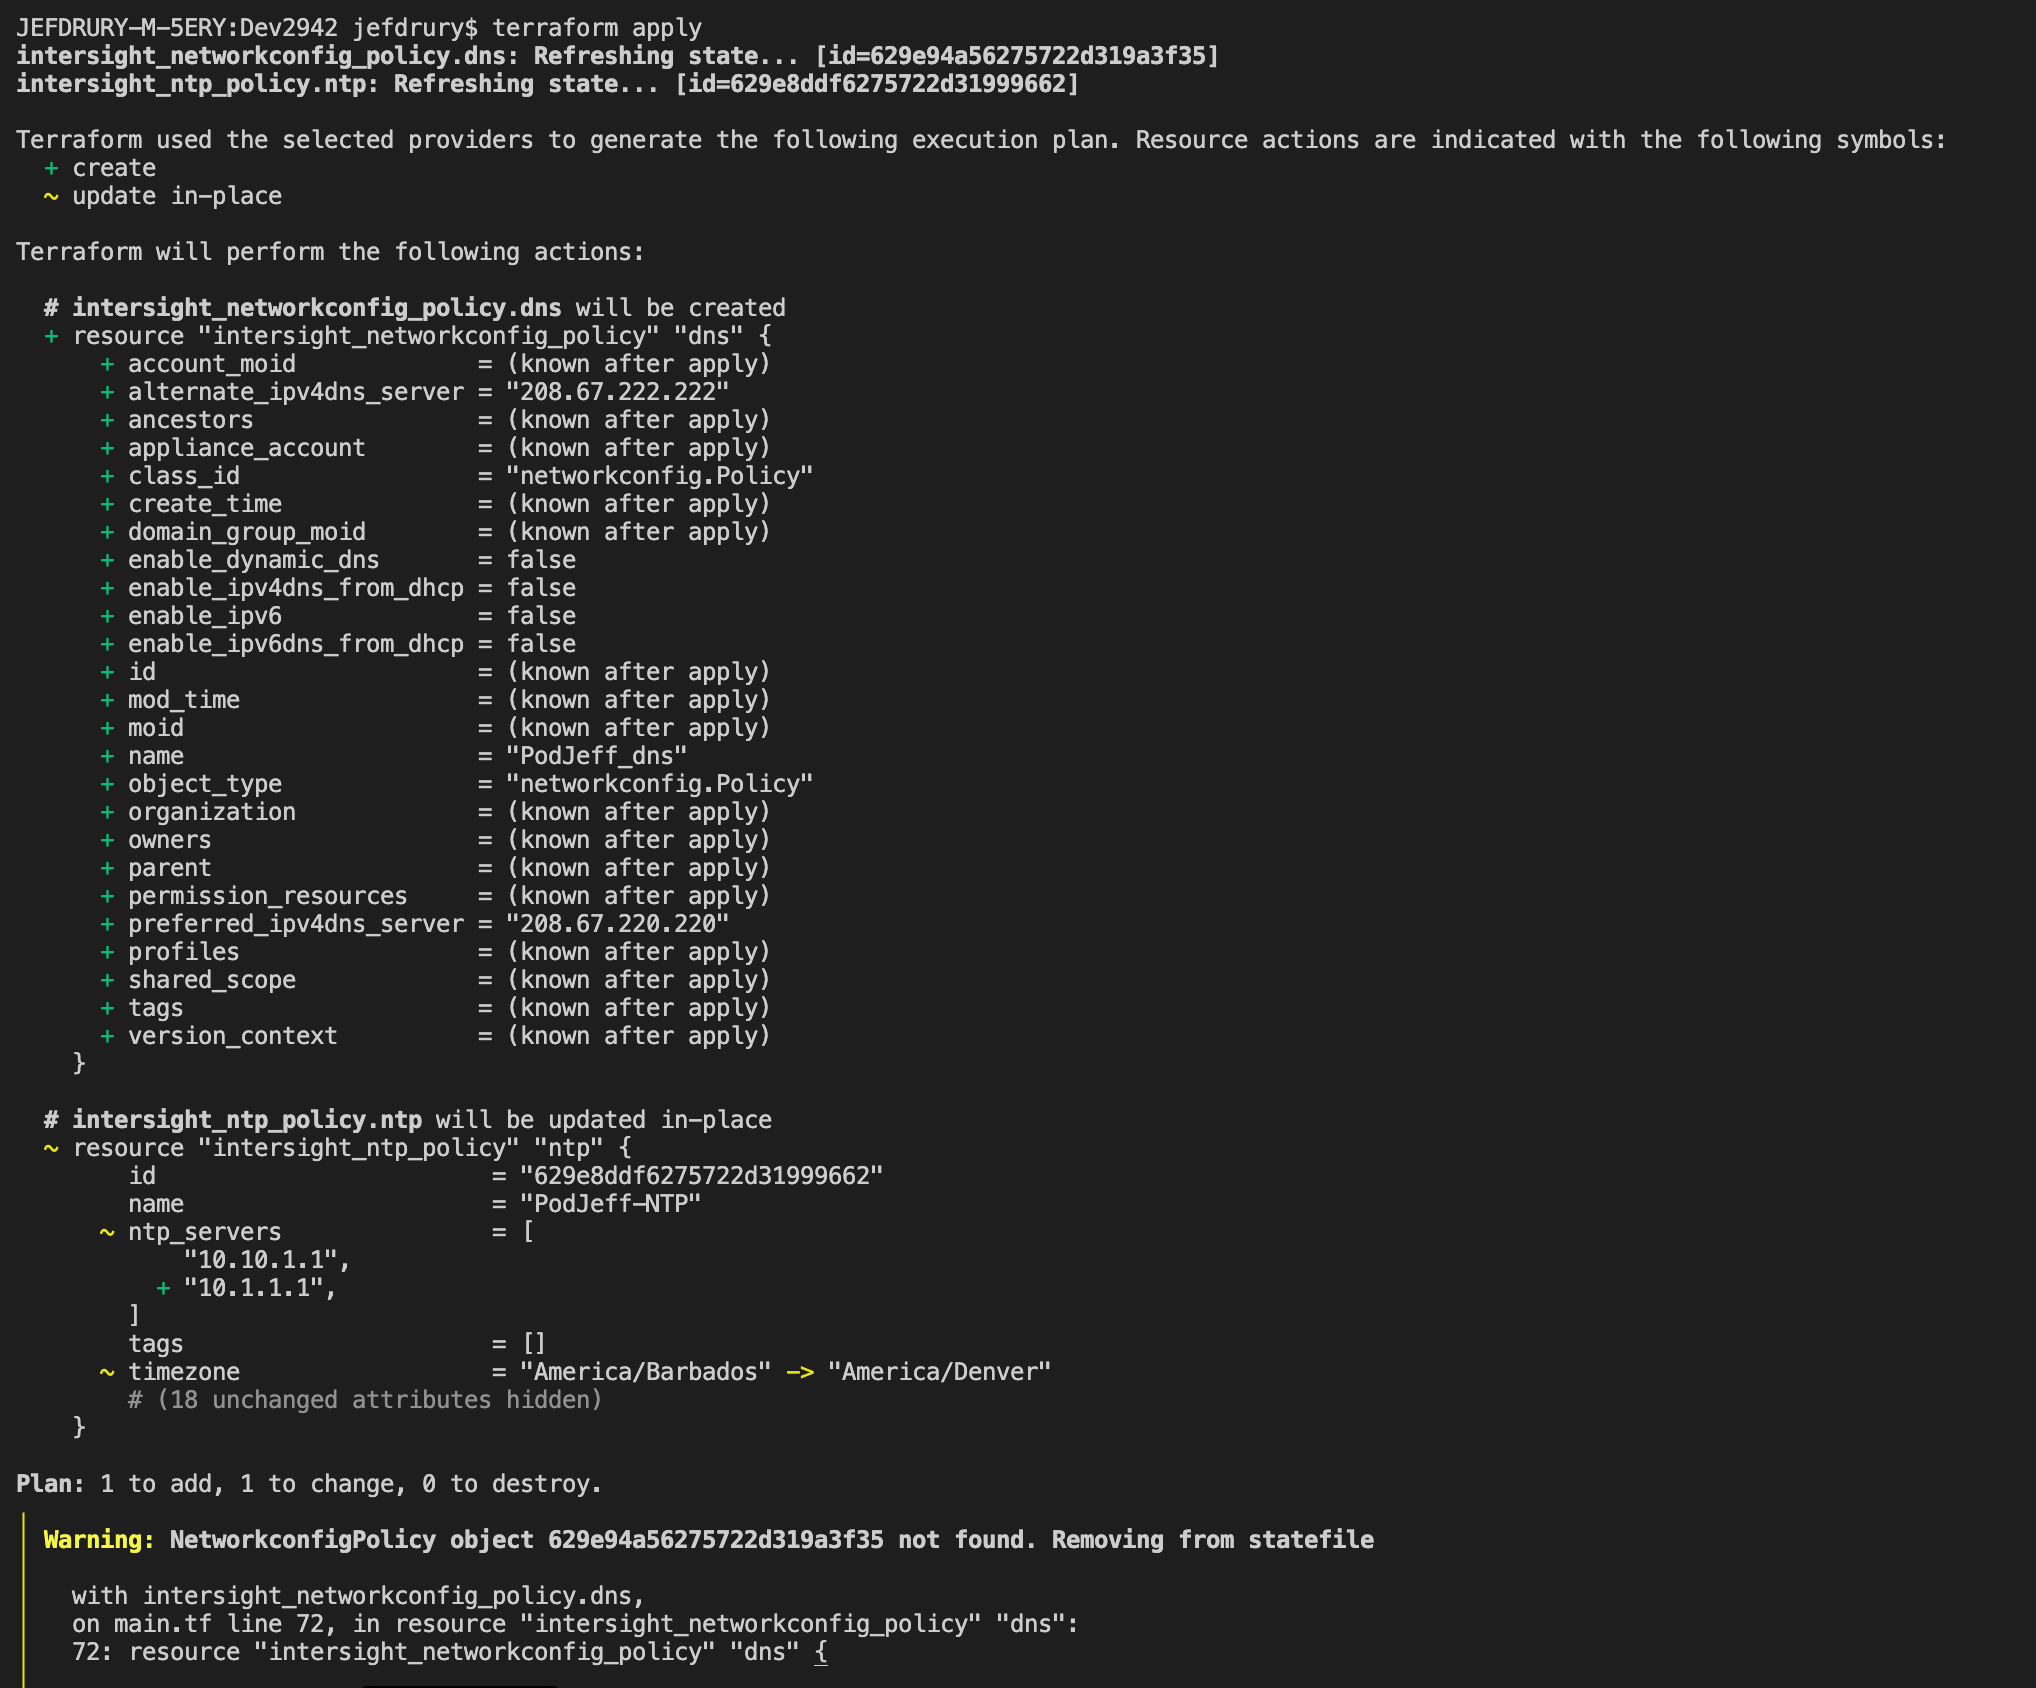 JEFDRURY-M-5ERY:Dev2942 jefdrury$ terraform apply
intersight_networkconfig_policy.dns: Refreshing state... [id=629e94a56275722d319a3f35]
intersight_ntp_policy.ntp: Refreshing state... [id=629e8ddf6275722d31999662]

Terraform used the selected providers to generate the following execution plan. Resource actions are indicated with the following symbols:
  + create
  ~ update in-place

Terraform will perform the following actions:

  # intersight_networkconfig_policy.dns will be created
  + resource "intersight_networkconfig_policy" "dns" {
      + account_moid             = (known after apply)
      + alternate_ipv4dns_server = "208.67.222.222"
      + ancestors                = (known after apply)
      + appliance_account        = (known after apply)
      + class_id                 = "networkconfig.Policy"
      + create_time              = (known after apply)
      + domain_group_moid        = (known after apply)
      + enable_dynamic_dns       = false
      + enable_ipv4dns_from_dhcp = false
      + enable_ipv6              = false
      + enable_ipv6dns_from_dhcp = false
      + id                       = (known after apply)
      + mod_time                 = (known after apply)
      + moid                     = (known after apply)
      + name                     = "PodJeff_dns"
      + object_type              = "networkconfig.Policy"
      + organization             = (known after apply)
      + owners                   = (known after apply)
      + parent                   = (known after apply)
      + permission_resources     = (known after apply)
      + preferred_ipv4dns_server = "208.67.220.220"
      + profiles                 = (known after apply)
      + shared_scope             = (known after apply)
      + tags                     = (known after apply)
      + version_context          = (known after apply)
    }

  # intersight_ntp_policy.ntp will be updated in-place
  ~ resource "intersight_ntp_policy" "ntp" {
        id                        = "629e8ddf6275722d31999662"
        name                      = "PodJeff-NTP"
      ~ ntp_servers               = [
            "10.10.1.1",
          + "10.1.1.1",
        ]
        tags                      = []
      ~ timezone                  = "America/Barbados" -> "America/Denver"
        # (18 unchanged attributes hidden)
    }

Plan: 1 to add, 1 to change, 0 to destroy.

  Warning: NetworkconfigPolicy object 629e94a56275722d319a3f35 not found. Removing from statefile

    with intersight_networkconfig_policy.dns,
    on main.tf line 72, in resource "intersight_networkconfig_policy" "dns":
    72: resource "intersight_networkconfig_policy" "dns" {